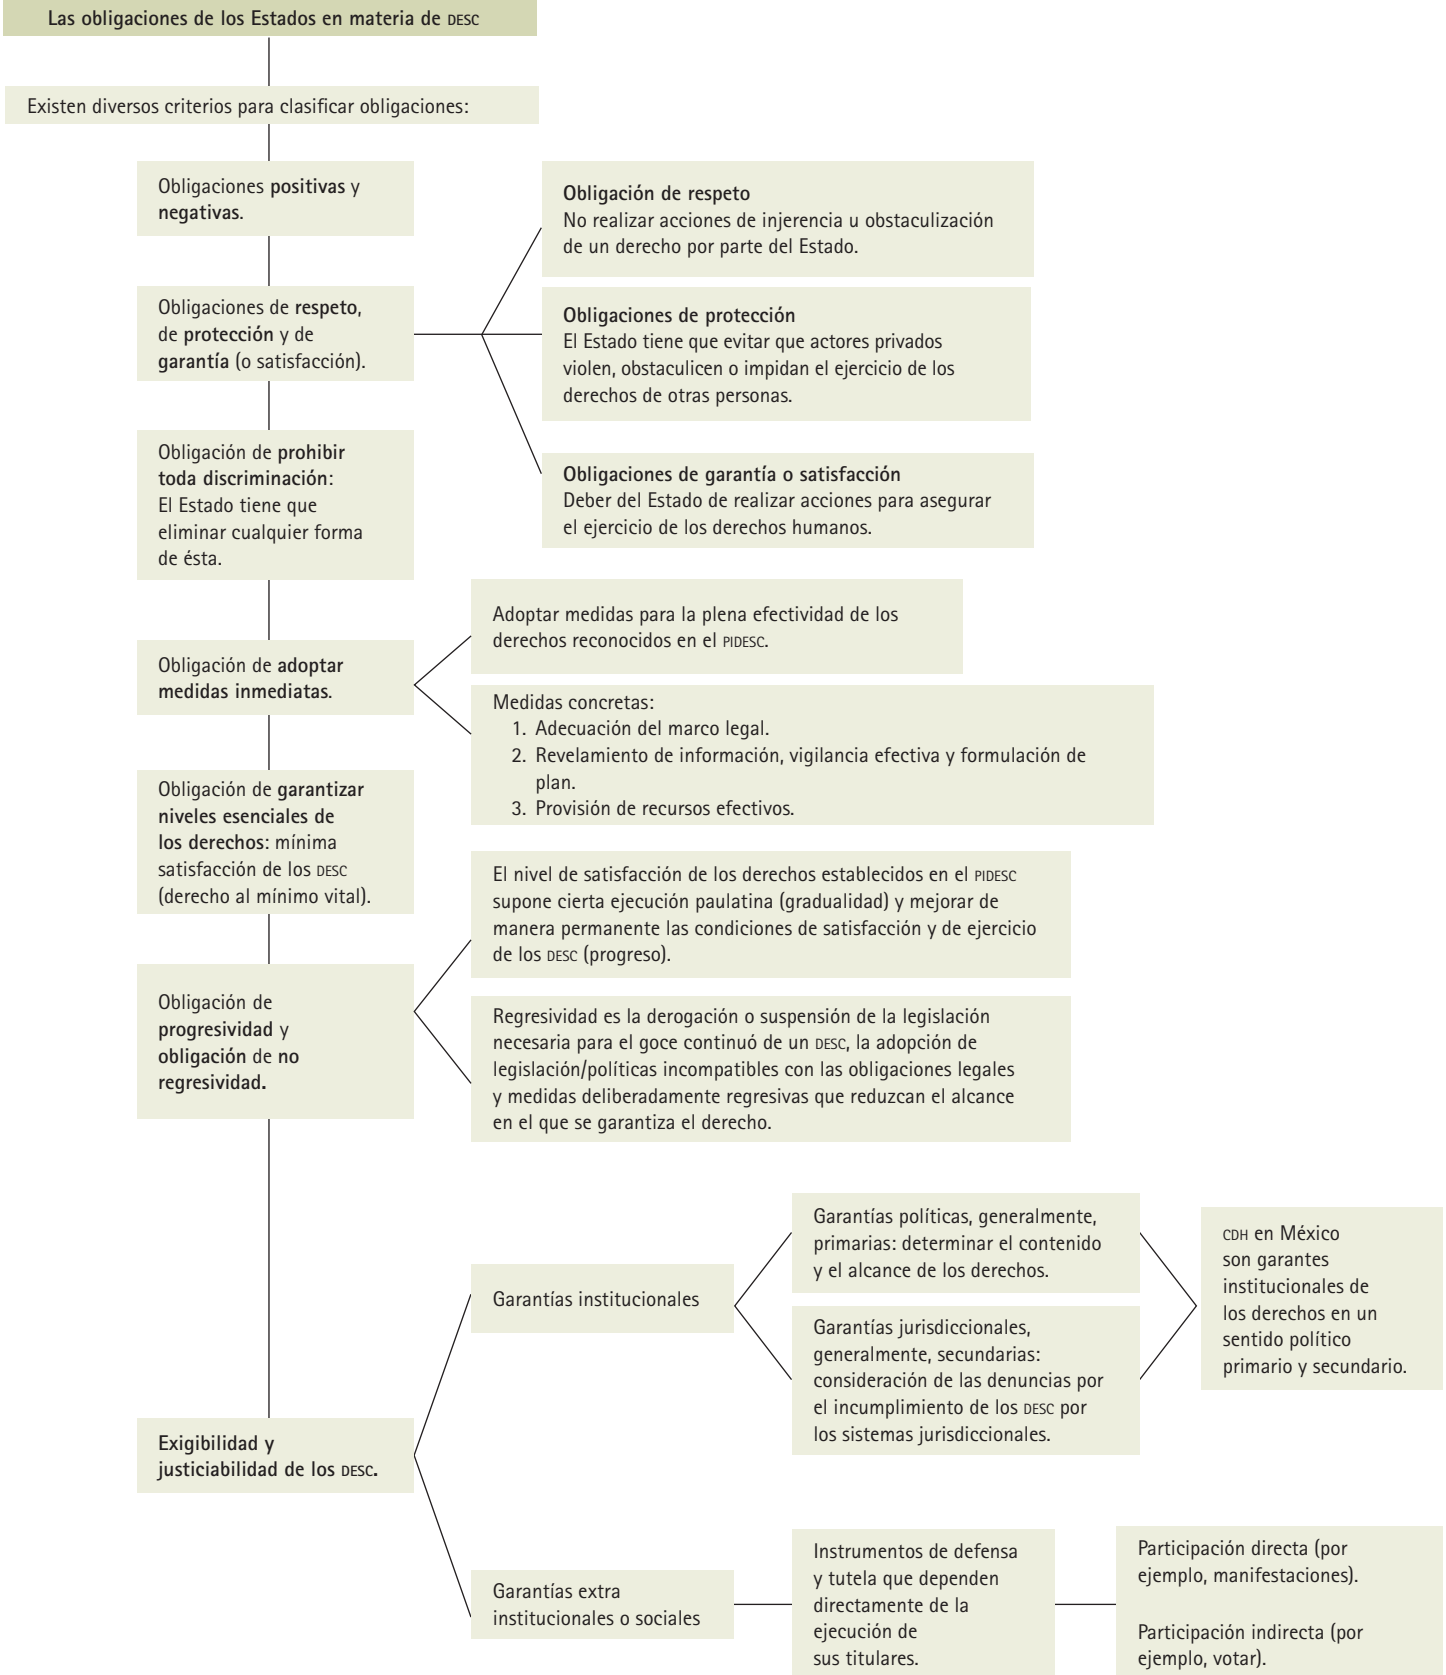 Las obligaciones de los Estados en materia de DESC
Existen diversos criterios para clasificar obligaciones:
Obligaciones positivas y
negativas.
Obligaciones de respeto,
de protección y de
garantía (o satisfacción).
Obligación de respeto
No realizar acciones de injerencia u obstaculización
de un derecho por parte del Estado.
Obligaciones de protección
El Estado tiene que evitar que actores privados
violen, obstaculicen o impidan el ejercicio de los
derechos de otras personas.
Obligaciones de garantía o satisfacción
Deber del Estado de realizar acciones para asegurar
el ejercicio de los derechos humanos.
Obligación de prohibir
toda discriminación:
El Estado tiene que
eliminar cualquier forma
de ésta.
Obligación de adoptar
medidas inmediatas.
Adoptar medidas para la plena efectividad de los
derechos reconocidos en el PIDESC.
Medidas concretas:
1. Adecuación del marco legal.
2. Revelamiento de información, vigilancia efectiva y formulación de
plan.
3. Provisión de recursos efectivos.
Obligación de garantizar
niveles esenciales de
los derechos: mínima
satisfacción de los DESC
(derecho al mínimo vital).
Obligación de
progresividad y
obligación de no
regresividad.
El nivel de satisfacción de los derechos establecidos en el PIDESC
supone cierta ejecución paulatina (gradualidad) y mejorar de
manera permanente las condiciones de satisfacción y de ejercicio
de los DESC (progreso).
Regresividad es la derogación o suspensión de la legislación
necesaria para el goce continuó de un DESC, la adopción de
legislación/políticas incompatibles con las obligaciones legales
y medidas deliberadamente regresivas que reduzcan el alcance
en el que se garantiza el derecho.
Exigibilidad y
justiciabilidad de los DESC.
Garantías institucionales
Garantías políticas, generalmente,
primarias: determinar el contenido
y el alcance de los derechos.
Garantías jurisdiccionales,
generalmente, secundarias:
consideración de las denuncias por
el incumplimiento de los DESC por
los sistemas jurisdiccionales.
CDH en México
son garantes
institucionales de
los derechos en un
sentido político
primario y secundario.
Garantías extra
institucionales o sociales
Instrumentos de defensa
y tutela que dependen
directamente de la
ejecución de
sus titulares.
Participación directa (por
ejemplo, manifestaciones).
Participación indirecta (por
ejemplo, votar).